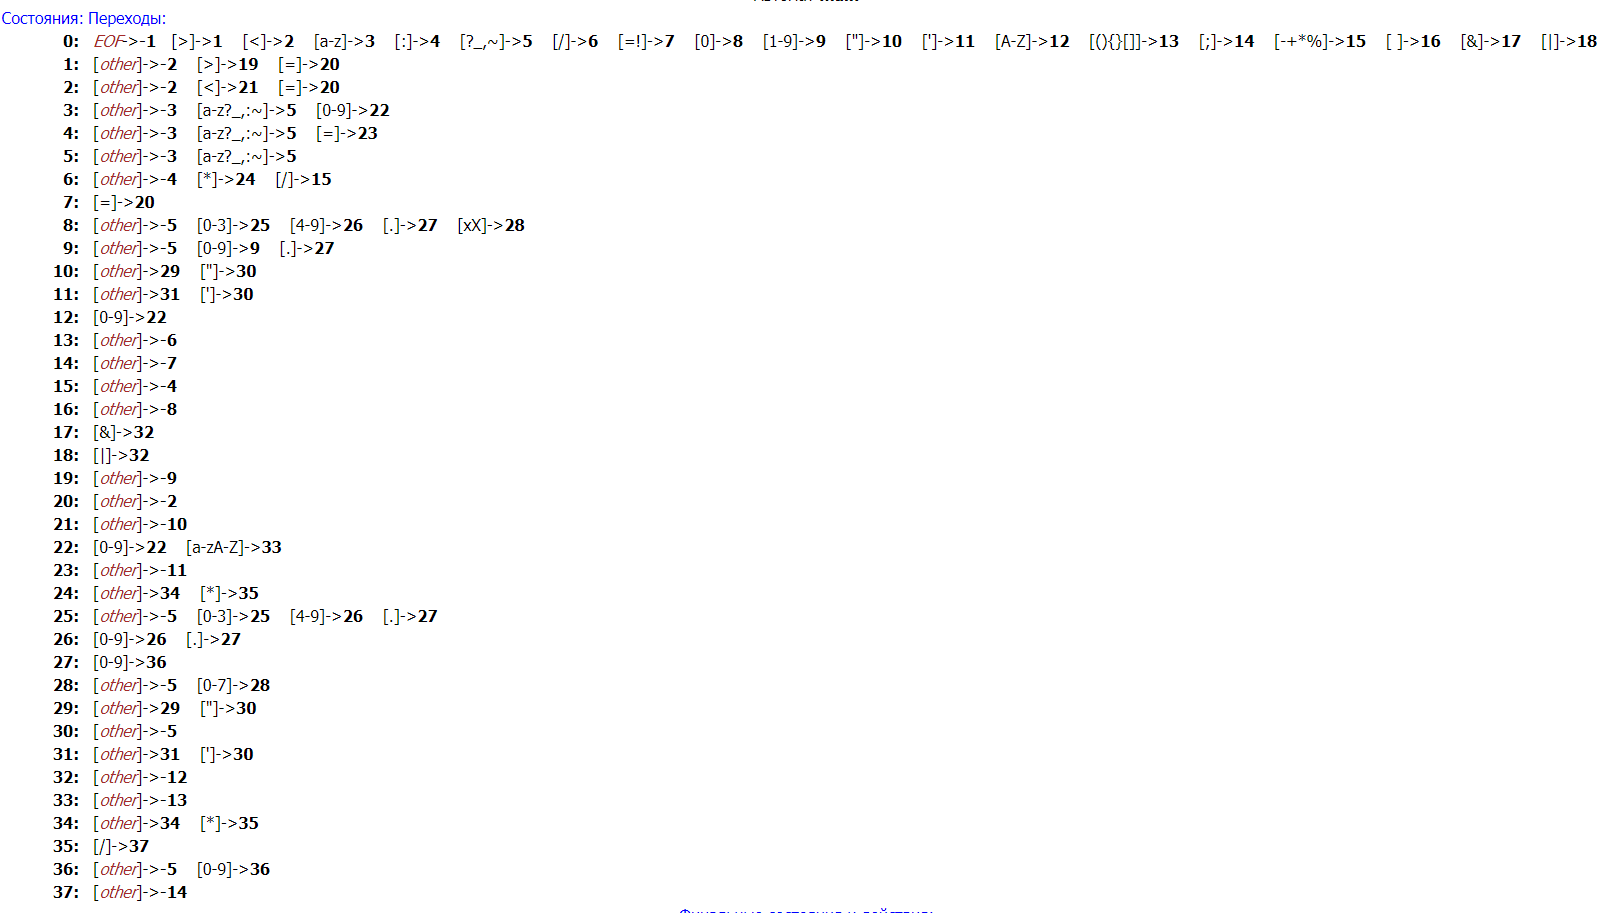 Состояния: Переходы:
0: EOF->-1 [>]->1 [<]->2 [a-z]->3 [:]->4 [?_,~]->5 [/]->6 [=!]->7 [0]->8 [1-9]->9 ["]->10 [']->11 [A-Z]->12 [(){}[]]->13 [;]->14 [-+*%]->15 [ ]->16 [&]->17 [|]->18
1: [other]->-2 [>]->19 [=]->20
2: [other]->-2 [<]->21 [=]->20
3: [other]->-3 [a-z?_,:~]->5 [0-9]->22
4: [other]->-3 [a-z?_,:~]->5 [=]->23
5: [other]->-3 [a-z?_,:~]->5
6: [other]->-4 [*]->24 [/]->15
7: [=]->20
8: [other]->-5 [0-3]->25 [4-9]->26 [.]->27 [xX]->28
9: [other]->-5 [0-9]->9 [.]->27
10: [other]->29 ["]->30
11: [other]->31 [']->30
12: [0-9]->22
13: [other]->-6
14: [other]->-7
15: [other]->-4
16: [other]->-8
17: [&]->32
18: [|]->32
19: [other]->-9
20: [other]->-2
21: [other]->-10
22: [0-9]->22 [a-zA-Z]->33
23: [other]->-11
24: [other]->34 [*]->35
25: [other]->-5 [0-3]->25 [4-9]->26 [.]->27
26: [0-9]->26 [.]->27
27: [0-9]->36
28: [other]->-5 [0-7]->28
29: [other]->29 ["]->30
30: [other]->-5
31: [other]->31 [']->30
32: [other]->-12
33: [other]->-13
34: [other]->34 [*]->35
35: [/]->37
36: [other]->-5 [0-9]->36
37: [other]->-14